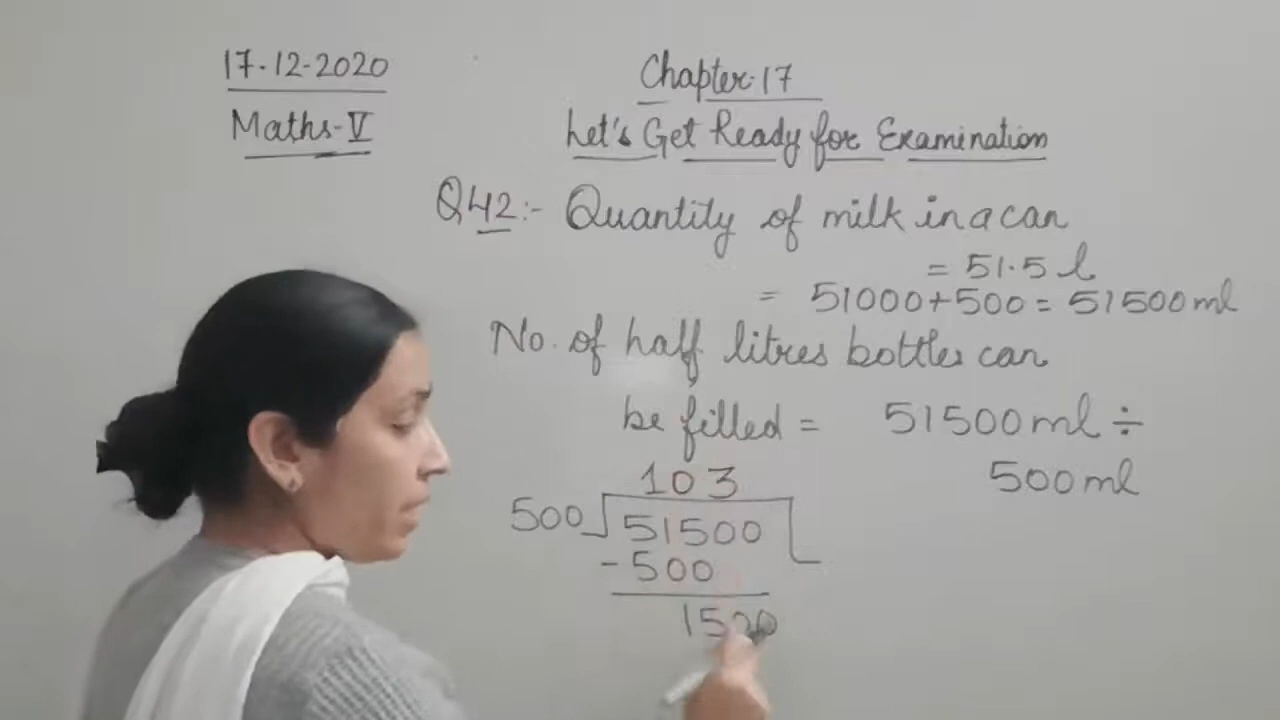 17-12-2020
Maths-V
Chapter-17
Let's Get Ready for Examination
Q42:- Quantity of milk in a can
= 51.5 l
= 51000+500 = 51500 ml
No. of half litres bottles can
be filled = 51500 ml ÷
500 ml
103
500 51500
-500
1500